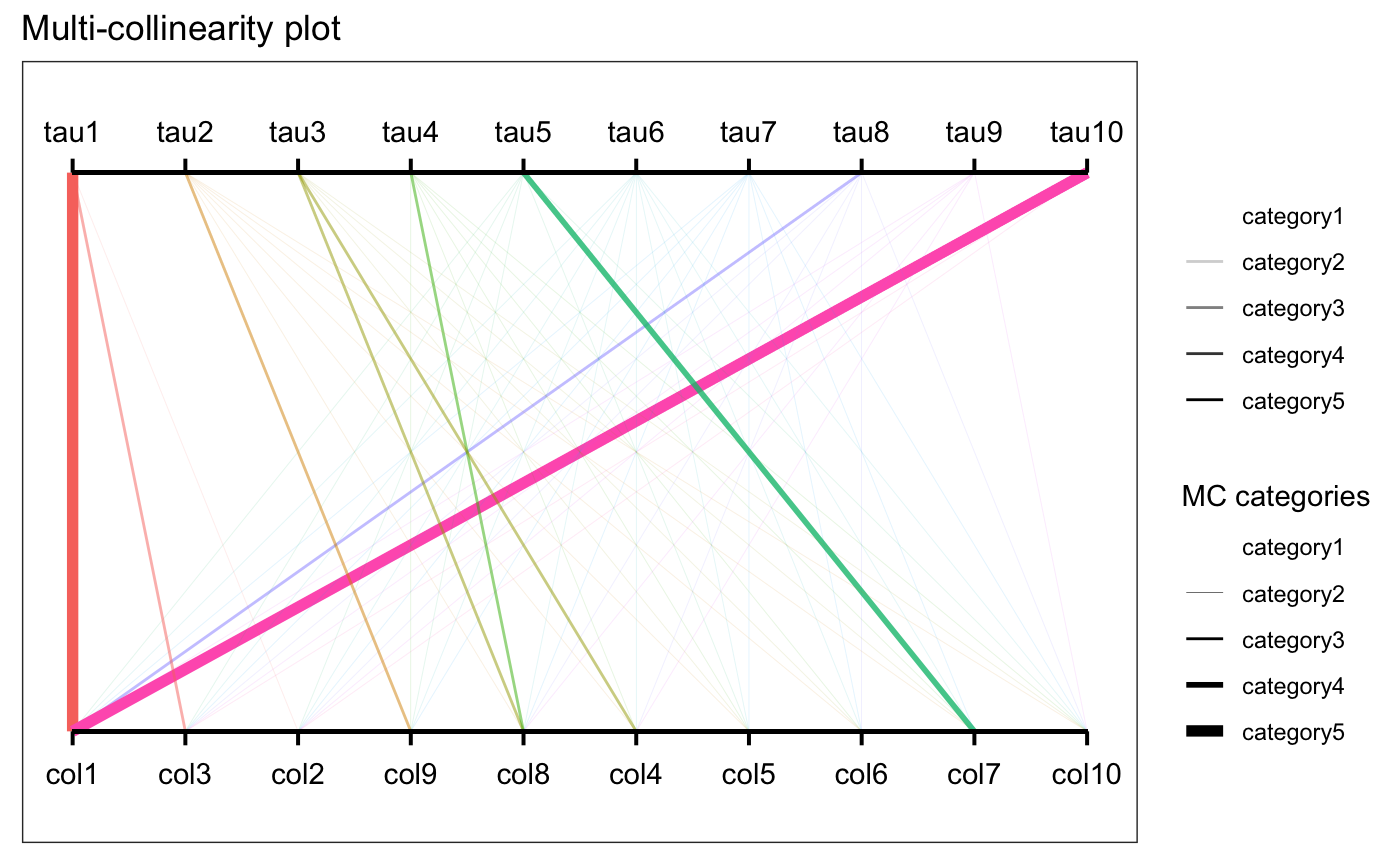 Multi-collinearity plot
tau1 tau2 tau3 tau4 tau5 tau6 tau7 tau8 tau9 tau10
col1 col3 col2 col9 col8 col4 col5 col6 col7 col10
category1
category2
category3
category4
category5
MC categories
category1
category2
category3
category4
category5